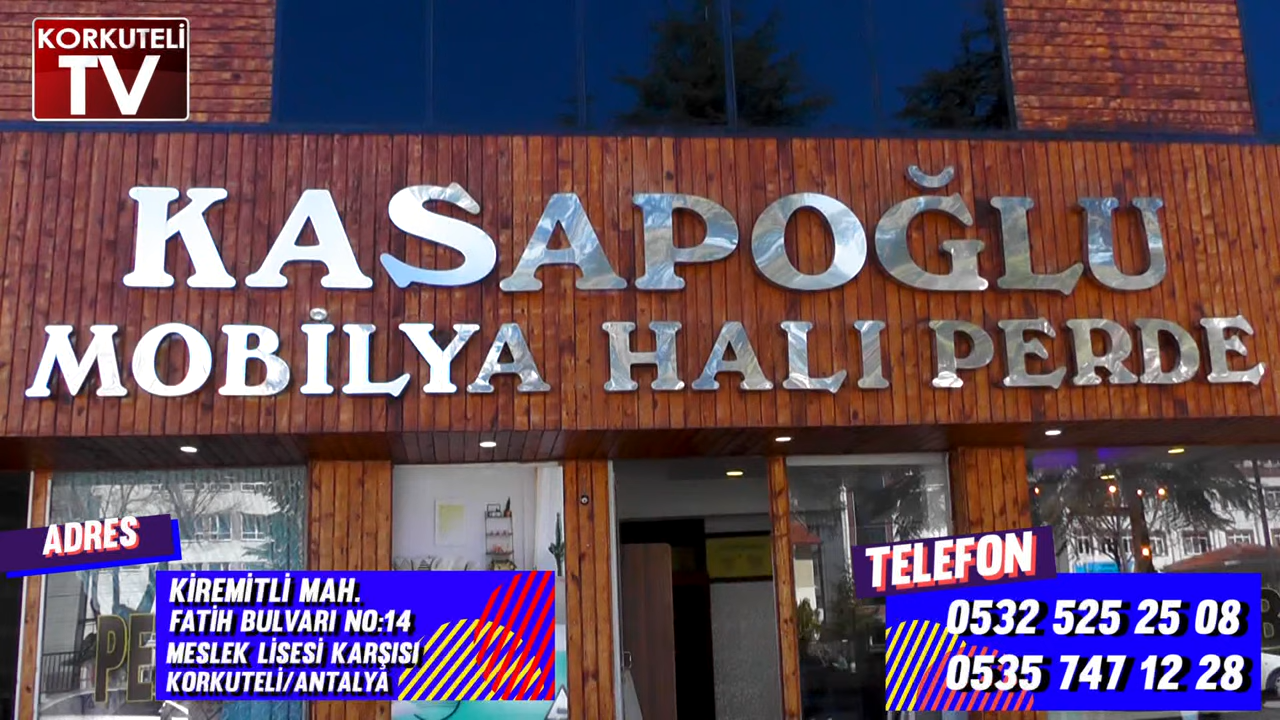 KORKUTELİ
TV
KASAPOĞLU
MOBİLYA HALI PERDE
ADRES
KİREMİTLİ MAH.
FATİH BULVARI NO:14
MESLEK LİSESİ KARŞISI
KORKUTELİ/ANTALYA
TELEFON
0532 525 25 08
0535 747 12 28